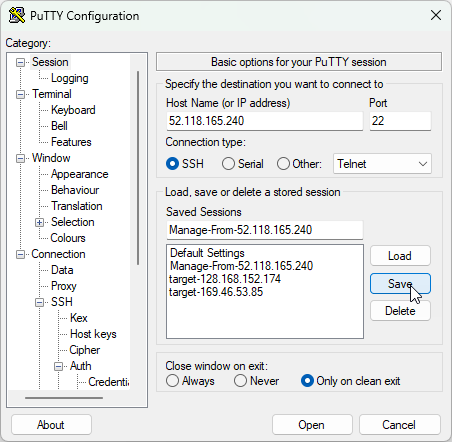 PuTTY Configuration
Category:
Session
Logging
Terminal
Keyboard
Bell
Features
Window
Appearance
Behaviour
Translation
Selection
Colours
Connection
Data
Proxy
SSH
Kex
Host keys
Cipher
Auth
Basic options for your PuTTY session
Specify the destination you want to connect to
Host Name (or IP address) Port
52.118.165.240 22
Connection type:
SSH Serial Other: Telnet
Load, save or delete a stored session
Saved Sessions
Manage-From-52.118.165.240
Default Settings
Manage-From-52.118.165.240
target-128.168.152.174
target-169.46.53.85
Load
Save
Delete
Close window on exit:
Always Never Only on clean exit
About Open Cancel